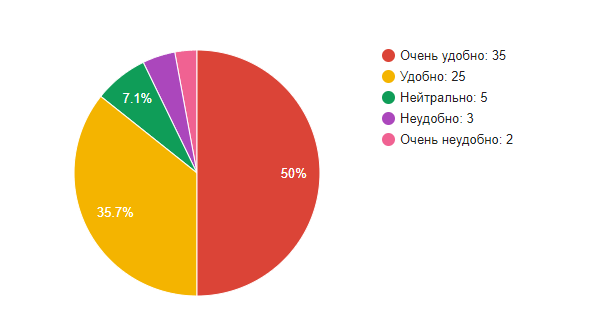 Очень удобно: 35
Удобно: 25
Нейтрально: 5
Неудобно: 3
Очень неудобно: 2
7.1%
50%
35.7%